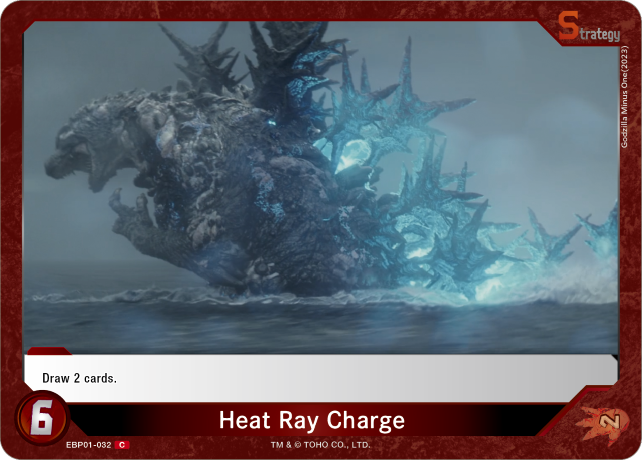 Strategy
Godzilla Minus One(2023)
Draw 2 cards.
6
Heat Ray Charge
2
EBP01-032 C
TM & © TOHO CO., LTD.